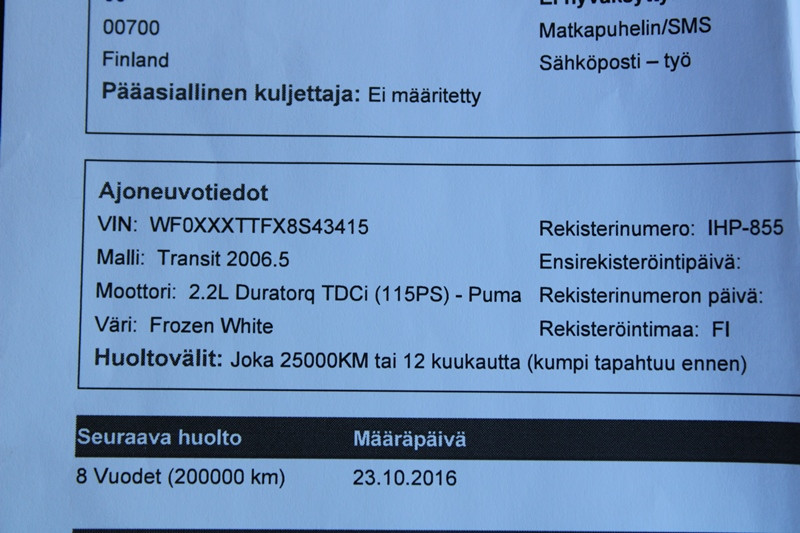 00700
Matkapuhelin/SMS
Finland
Sähköposti – työ
Pääasiallinen kuljettaja: Ei määritetty
Ajoneuvotiedot
VIN: WF0XXXTTFX8S43415
Rekisterinumero: IHP-855
Malli: Transit 2006.5
Ensirekisteröintipäivä:
Moottori: 2.2L Duratorq TDCi (115PS) - Puma
Rekisterinumeron päivä:
Väri: Frozen White
Rekisteröintimaa: FI
Huoltovälit: Joka 25000KM tai 12 kuukautta (kumpi tapahtuu ennen)
Seuraava huolto
Määräpäivä
8 Vuodet (200000 km)
23.10.2016